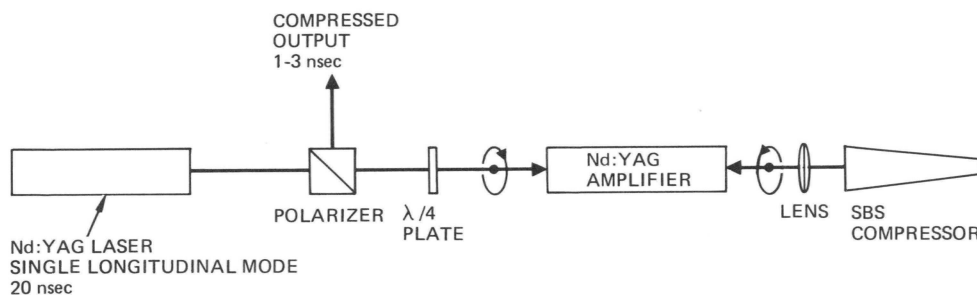 COMPRESSED
OUTPUT
1-3 nsec
Nd:YAG
AMPLIFIER
POLARIZER
λ/4
PLATE
LENS
SBS
COMPRESSOR
Nd:YAG LASER
SINGLE LONGITUDINAL MODE
20 nsec